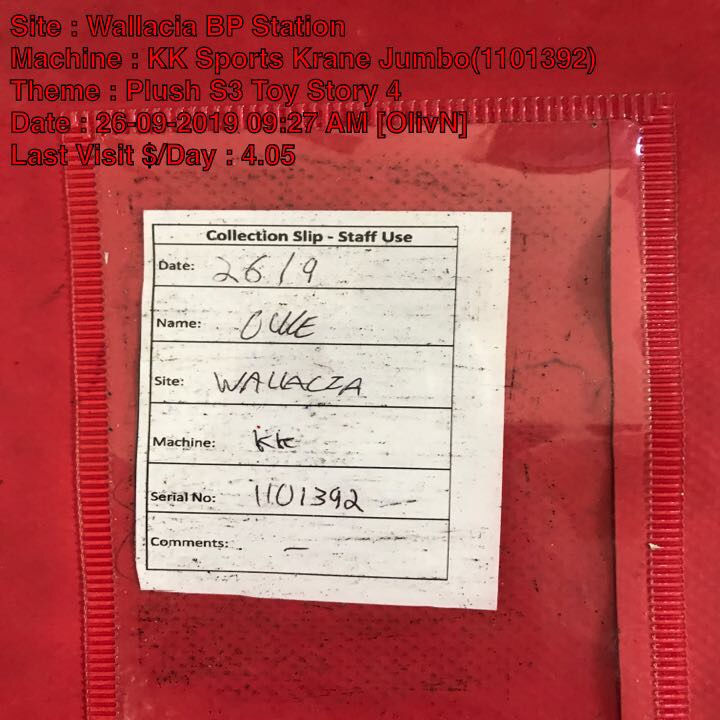 Site : Wallacia BP Station
Machine : KK Sports Krane Jumbo(1101392)
Theme : Plush S3 Toy Story 4
Date : 26-09-2019 09:27 AM [OlivN]
Last Visit $/Day : 4.05
Collection Slip - Staff Use
Date: 26/9
Name: OLLIE
Site: WALLACIA
Machine: KK
Serial No: 1101392 —
Comments: —